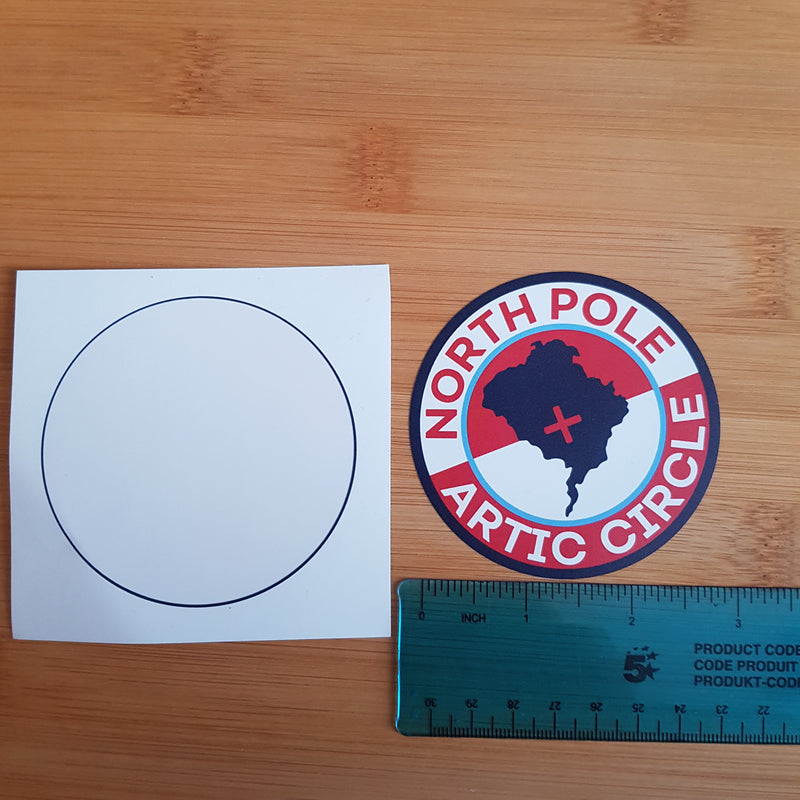 NORTH POLE
ARTIC CIRCLE
0 INCH 1 2 3
5
PRODUCT CODE
CODE PRODUIT
PRODUKT-COD
30 29 28 27 26 25 24 23 22